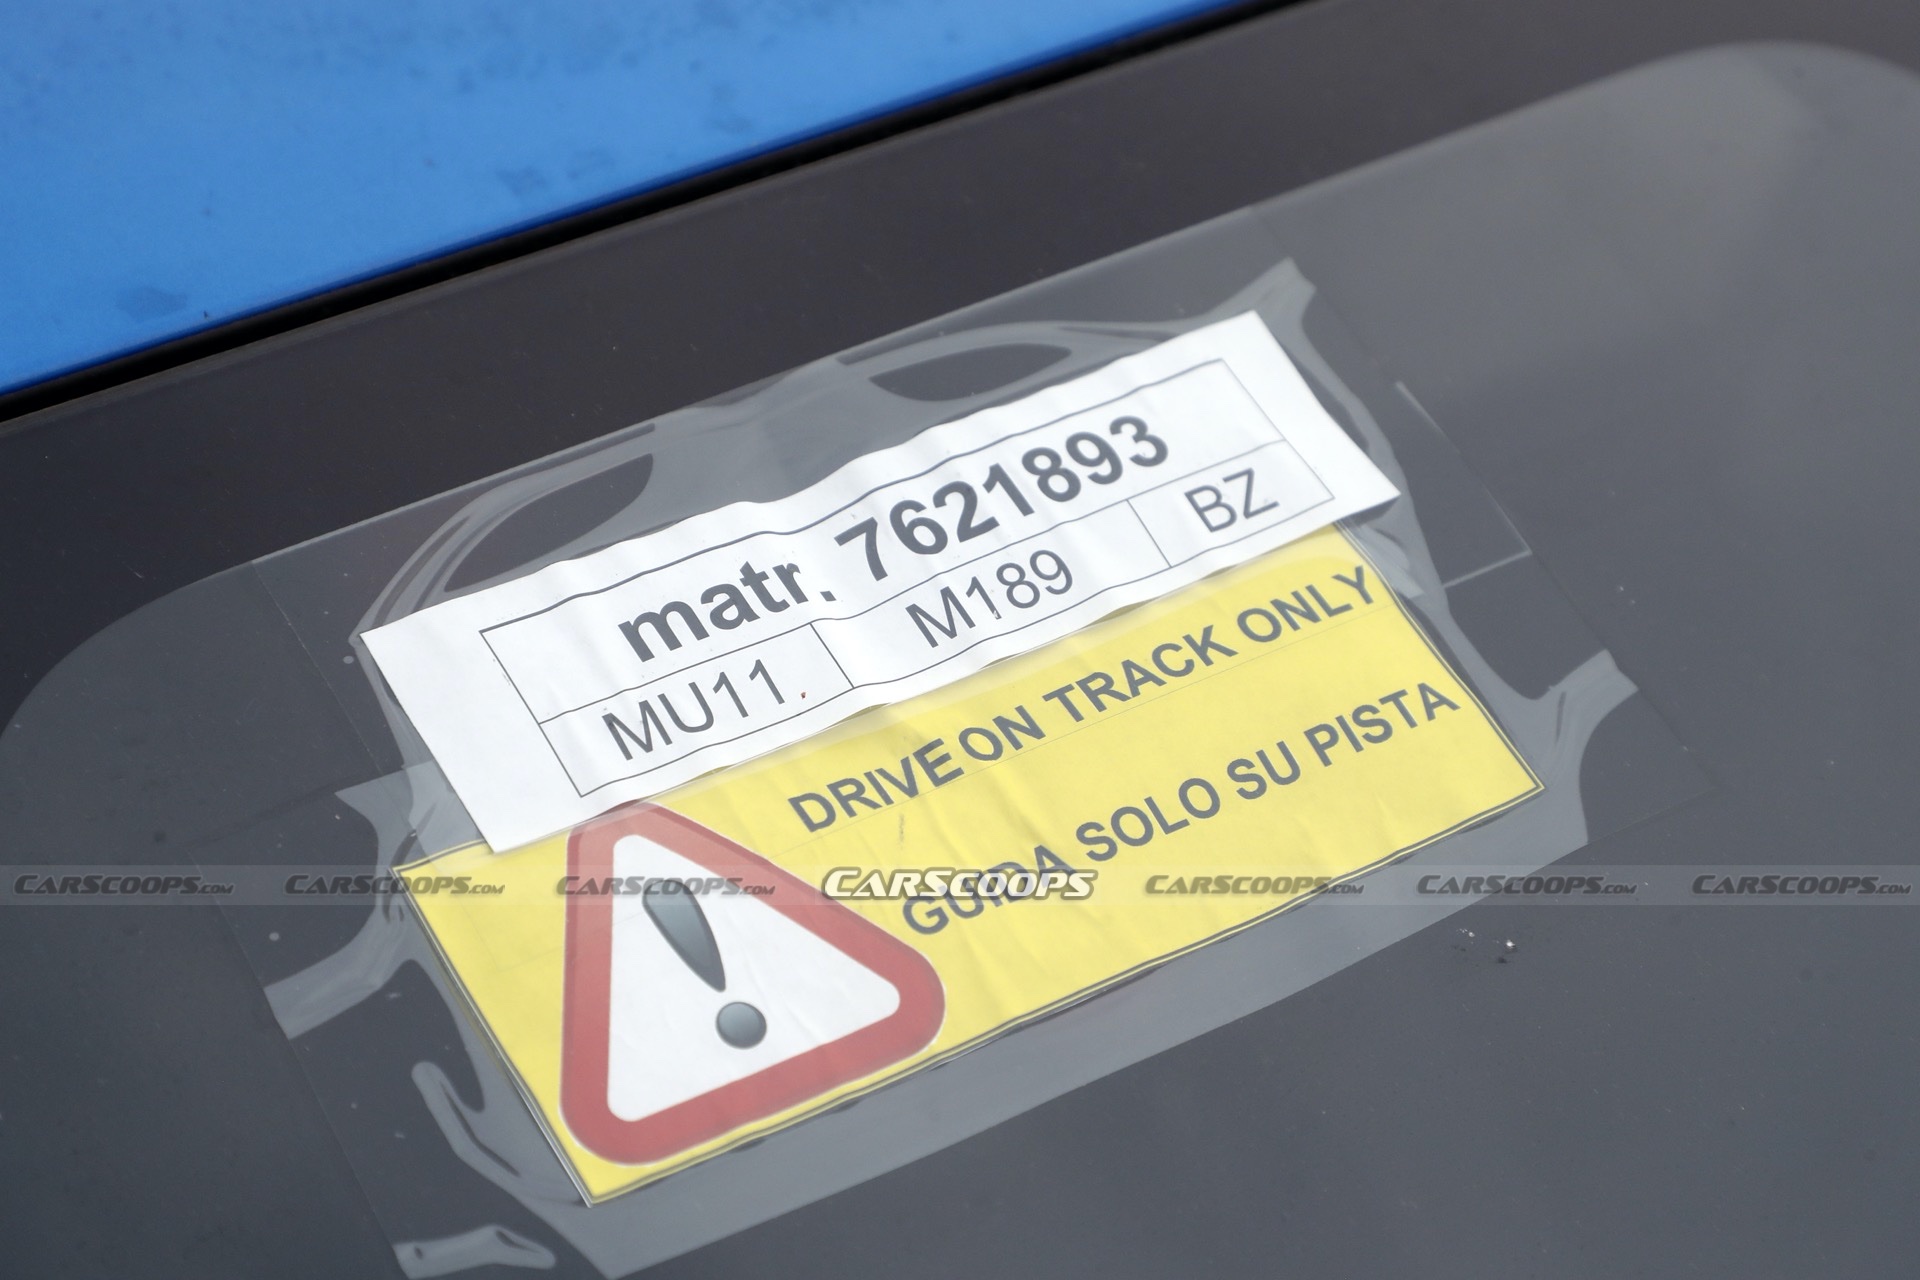 matr. 7621893
MU11. M189 BZ
DRIVE ON TRACK ONLY
GUIDA SOLO SU PISTA
CARSCOOPS.COM CARSCOOPS.COM CARSCOOPS.COM CARSCOOPS CARSCOOPS.COM CARSCOOPS.COM CARSCOOPS.COM